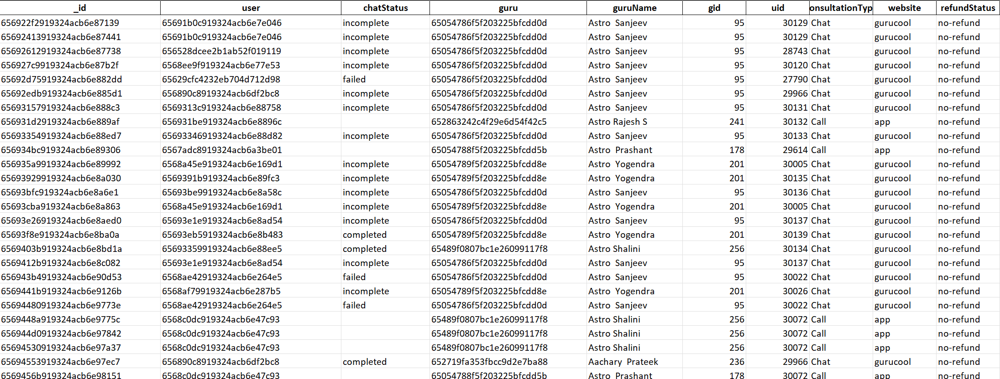 _id user chatStatus guru guruName gid uid onsultationTyp website refundStatus
656922f2919324acb6e87139 65691b0c919324acb6e7e046 incomplete 65054786f5f203225bfcdd0d Astro  Sanjeev 95 30129 Chat gurucool no-refund
65692413919324acb6e87441 65691b0c919324acb6e7e046 incomplete 65054786f5f203225bfcdd0d Astro  Sanjeev 95 30129 Chat gurucool no-refund
65692612919324acb6e87738 656528dcee2b1ab52f019119 incomplete 65054786f5f203225bfcdd0d Astro  Sanjeev 95 28743 Chat gurucool no-refund
656927c9919324acb6e87b2f 6568ee9f919324acb6e77e53 incomplete 65054786f5f203225bfcdd0d Astro  Sanjeev 95 30120 Chat gurucool no-refund
65692d75919324acb6e882dd 65629cfc4232eb704d712d98 failed 65054786f5f203225bfcdd0d Astro  Sanjeev 95 27790 Chat gurucool no-refund
65692edb919324acb6e885d1 656890c8919324acb6df2bc8 incomplete 65054786f5f203225bfcdd0d Astro  Sanjeev 95 29966 Chat gurucool no-refund
65693157919324acb6e888c3 6569313c919324acb6e88758 incomplete 65054786f5f203225bfcdd0d Astro  Sanjeev 95 30131 Chat gurucool no-refund
656931d2919324acb6e889af 656931be919324acb6e8896c 652863242c4f29e6d54f42c5 Astro Rajesh S 241 30132 Call app no-refund
65693354919324acb6e88ed7 65693346919324acb6e88d82 incomplete 65054786f5f203225bfcdd0d Astro  Sanjeev 95 30133 Chat gurucool no-refund
656934bc919324acb6e89306 6567adc8919324acb6a3be01 65054788f5f203225bfcdd5b Astro  Prashant 178 29614 Call app no-refund
656935a9919324acb6e89992 6568a45e919324acb6e169d1 incomplete 65054789f5f203225bfcdd8e Astro  Yogendra 201 30005 Chat gurucool no-refund
65693929919324acb6e8a030 6569391b919324acb6e89fc3 incomplete 65054789f5f203225bfcdd8e Astro  Yogendra 201 30135 Chat gurucool no-refund
65693bfc919324acb6e8a6e1 65693be9919324acb6e8a58c incomplete 65054786f5f203225bfcdd0d Astro  Sanjeev 95 30136 Chat gurucool no-refund
65693cba919324acb6e8a863 6568a45e919324acb6e169d1 incomplete 65054789f5f203225bfcdd8e Astro  Yogendra 201 30005 Chat gurucool no-refund
65693e26919324acb6e8aed0 65693e1e919324acb6e8ad54 incomplete 65054786f5f203225bfcdd0d Astro  Sanjeev 95 30137 Chat gurucool no-refund
65693f8e919324acb6e8ba0a 65693eb5919324acb6e8b483 completed 65054789f5f203225bfcdd8e Astro  Yogendra 201 30139 Chat gurucool no-refund
6569403b919324acb6e8bd1a 65693359919324acb6e88ee5 completed 65489f0807bc1e26099117f8 Astro Shalini 256 30134 Chat gurucool no-refund
6569412b919324acb6e8c082 65693e1e919324acb6e8ad54 incomplete 65054786f5f203225bfcdd0d Astro  Sanjeev 95 30137 Chat gurucool no-refund
656943b4919324acb6e90d53 6568ae42919324acb6e264e5 failed 65054786f5f203225bfcdd0d Astro  Sanjeev 95 30022 Chat gurucool no-refund
6569441b919324acb6e9126b 6568af79919324acb6e287b5 incomplete 65054789f5f203225bfcdd8e Astro  Yogendra 201 30026 Chat gurucool no-refund
65694480919324acb6e9773e 6568ae42919324acb6e264e5 failed 65054786f5f203225bfcdd0d Astro  Sanjeev 95 30022 Chat gurucool no-refund
6569448a919324acb6e9775c 6568c0dc919324acb6e47c93 65489f0807bc1e26099117f8 Astro Shalini 256 30072 Call app no-refund
656944d0919324acb6e97842 6568c0dc919324acb6e47c93 65489f0807bc1e26099117f8 Astro Shalini 256 30072 Call app no-refund
65694530919324acb6e97a37 6568c0dc919324acb6e47c93 65489f0807bc1e26099117f8 Astro Shalini 256 30072 Call app no-refund
65694553919324acb6e97ec7 656890c8919324acb6df2bc8 completed 652719fa353fbcc9d2e7ba88 Aachary  Prateek 236 29966 Chat gurucool no-refund
6569456b919324acb6e98151 6568c0dc919324acb6e47c93 65054788f5f203225bfcdd5b Astro  Prashant 178 30072 Call app no-refund